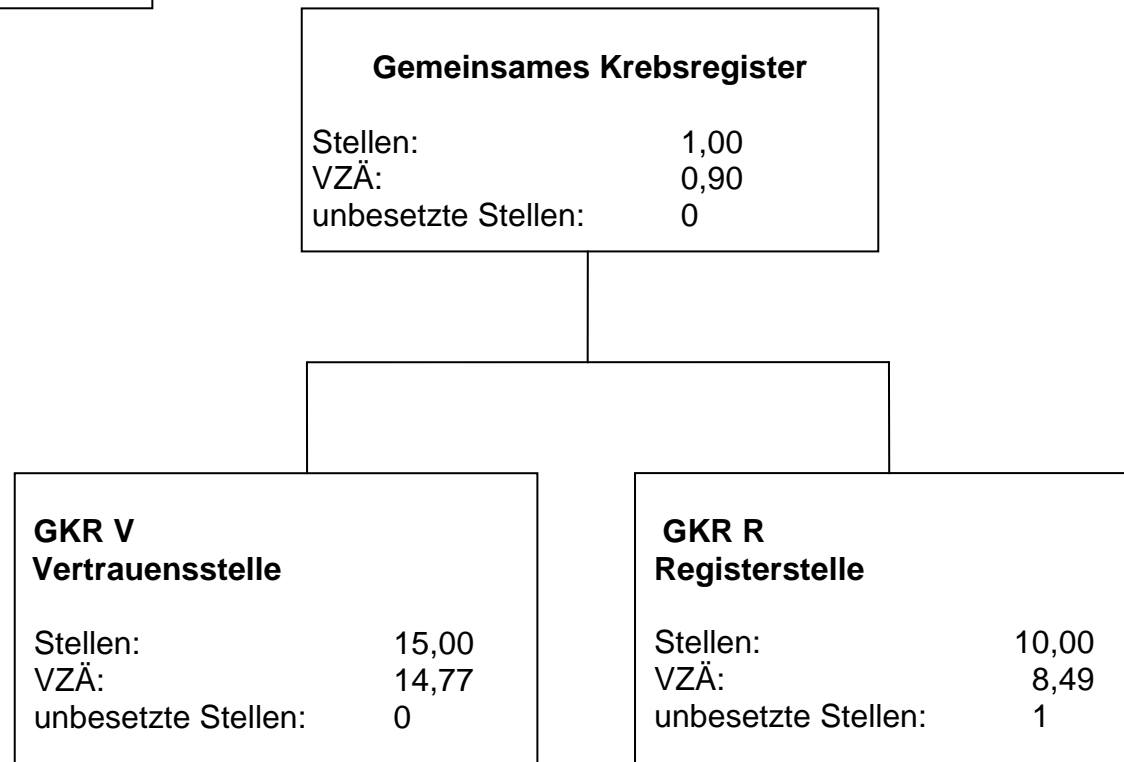 Gemeinsames Krebsregister
Stellen: 1,00
VZÄ: 0,90
unbesetzte Stellen: 0
GKR V
Vertrauensstelle
Stellen: 15,00
VZÄ: 14,77
unbesetzte Stellen: 0
GKR R
Registerstelle
Stellen: 10,00
VZÄ: 8,49
unbesetzte Stellen: 1